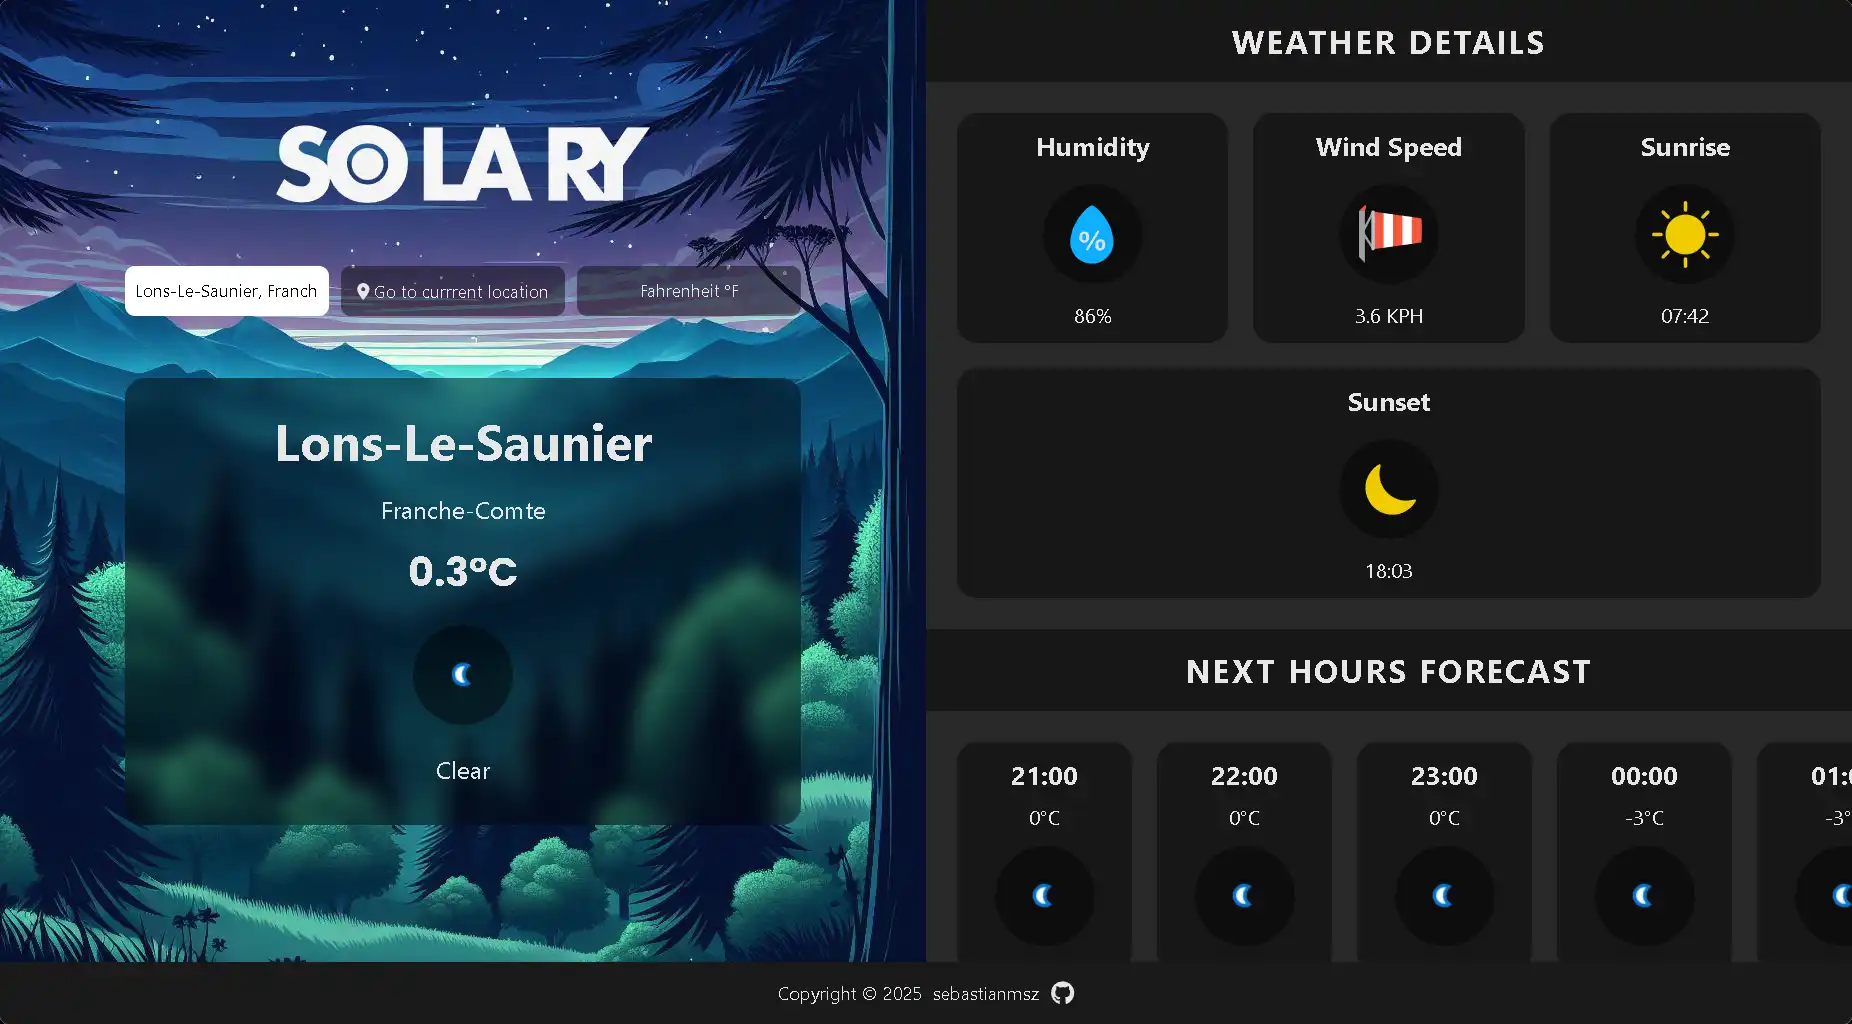 SOLARY
Lons-Le-Saunier, Franch
Go to currrent location
Fahrenheit °F
Lons-Le-Saunier
Franche-Comte
0.3°C
Clear
WEATHER DETAILS
Humidity
%
86%
Wind Speed
3.6 KPH
Sunrise
07:42
Sunset
18:03
NEXT HOURS FORECAST
21:00
0°C
22:00
0°C
23:00
0°C
00:00
-3°C
01:0
-3°
Copyright © 2025 sebastianmsz